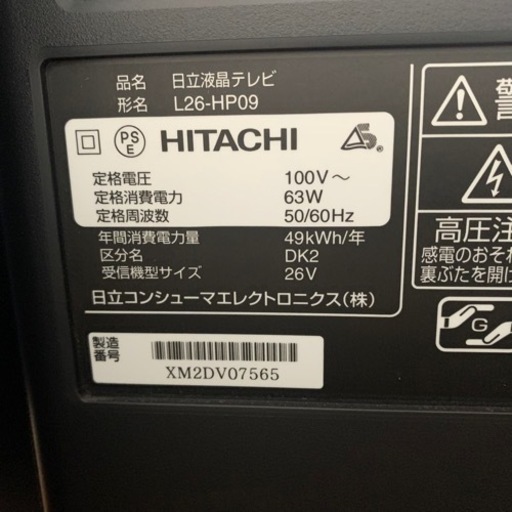 品名 日立液晶テレビ
形名 L26-HP09
PS
E
HITACHI
定格電圧 100V～
定格消費電力 63W
定格周波数 50/60Hz
年間消費電力量 49kWh/年
区分名 DK2
受信機型サイズ 26V
日立コンシューマエレクトロニクス(株)
製造
番号
XM2DV07565
警
高圧注
感電のおそれ
裏ぶたを開け
G